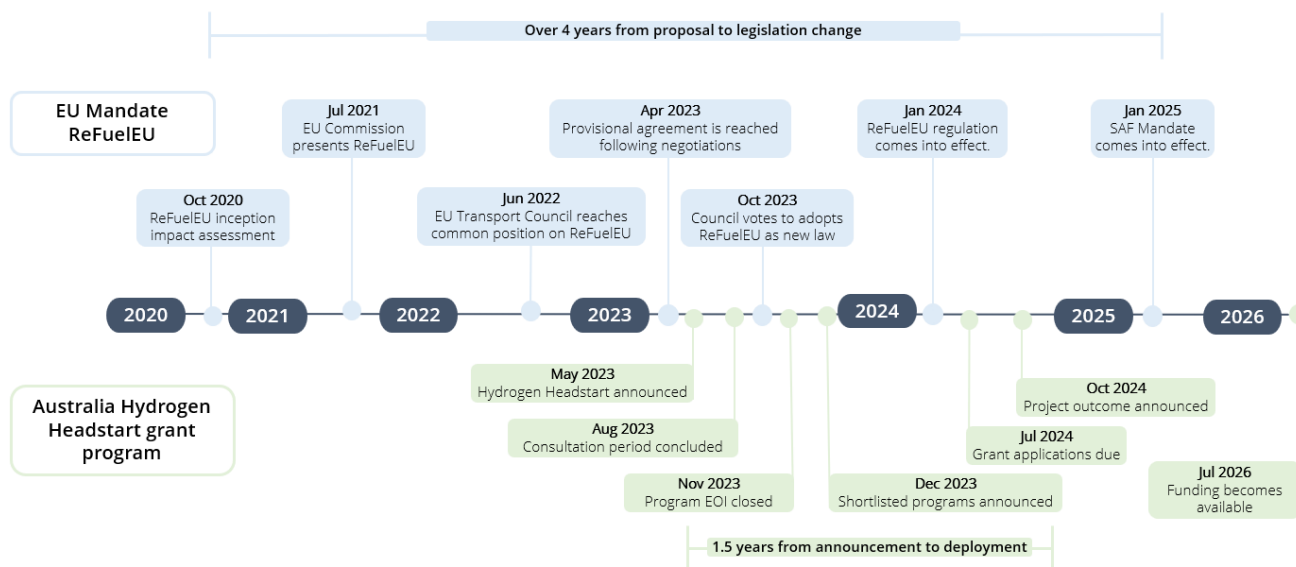 Over 4 years from proposal to legislation change
EU Mandate
ReFuelEU
Jul 2021
EU Commission
presents ReFuelEU
Apr 2023
Provisional agreement is reached
following negotiations
Jan 2024
ReFuelEU regulation
comes into effect.
Jan 2025
SAF Mandate
comes into effect.
Oct 2020
ReFuelEU inception
impact assessment
Jun 2022
EU Transport Council reaches
common position on ReFuelEU
Oct 2023
Council votes to adopts
ReFuelEU as new law
2020
2021
2022
2023
2024
2025
2026
Australia Hydrogen
Headstart grant
program
May 2023
Hydrogen Headstart announced
Aug 2023
Consultation period concluded
Nov 2023
Program EOI closed
Dec 2023
Shortlisted programs announced
Oct 2024
Project outcome announced
Jul 2024
Grant applications due
Jul 2026
Funding becomes
available
1.5 years from announcement to deployment